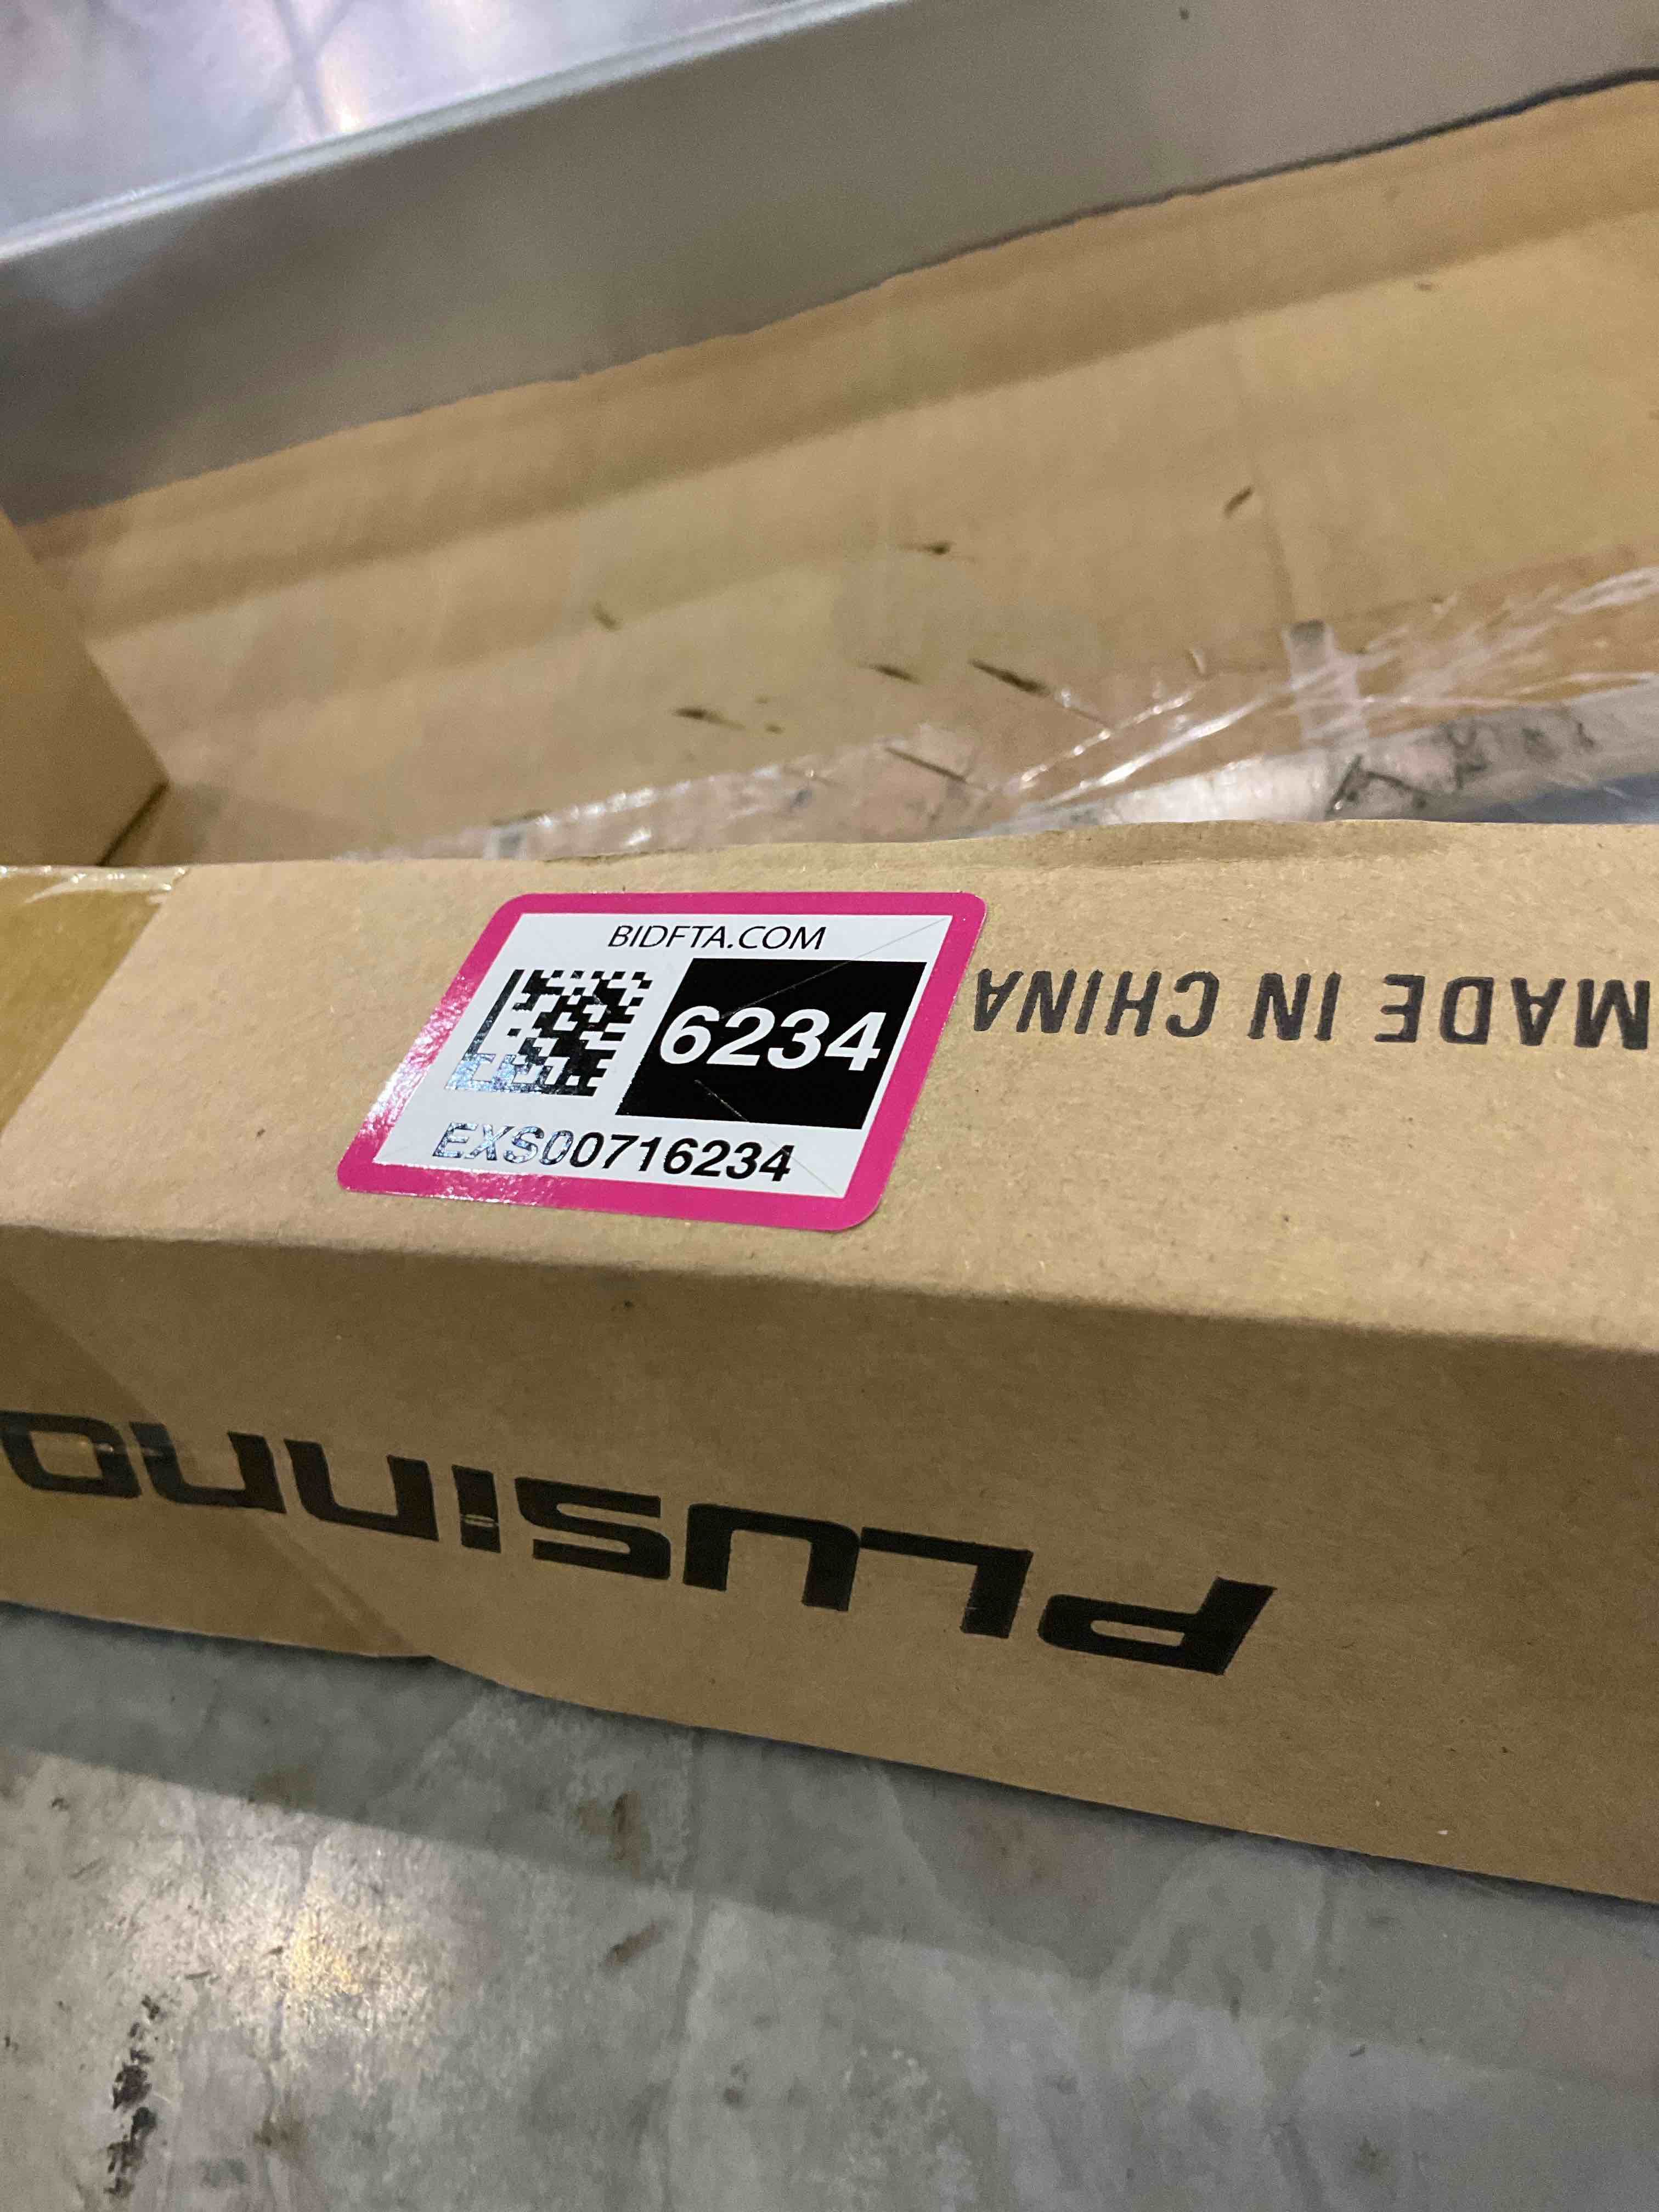 BIDFTA.COM
6234
EXS00716234
MADE IN CHINA
PLUSINNO